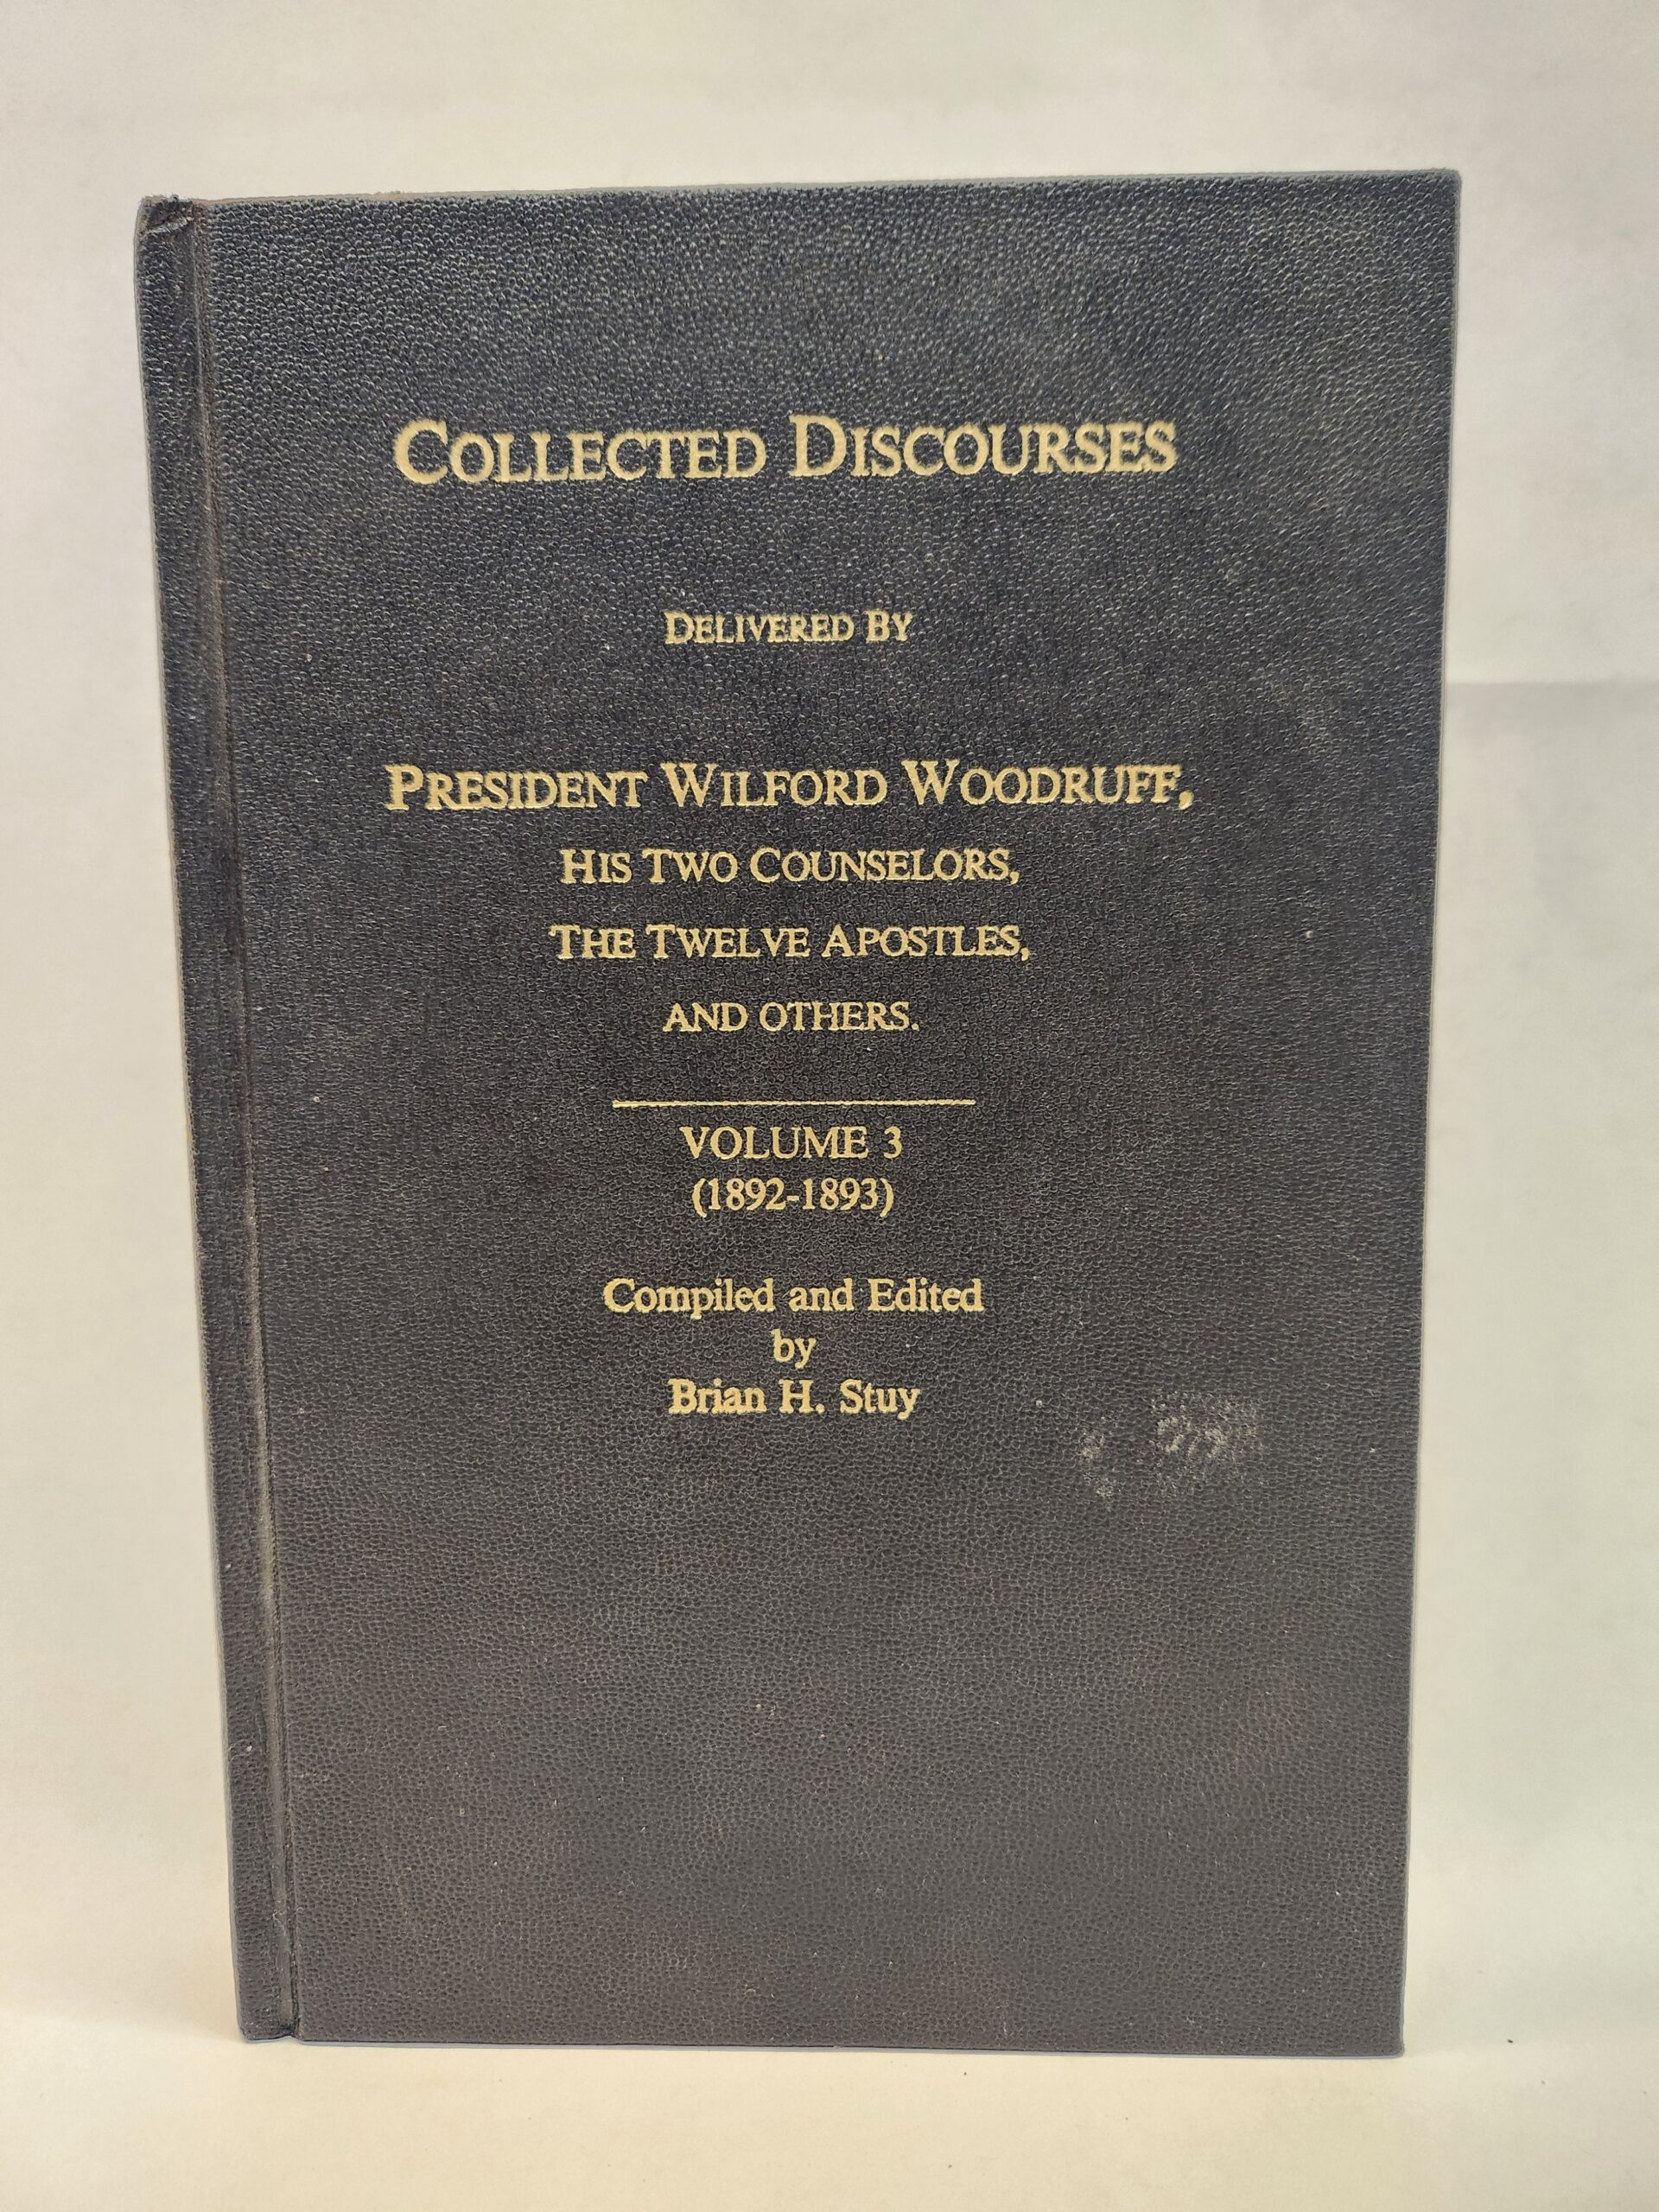 COLLECTED DISCOURSES
DELIVERED BY
PRESIDENT WILFORD WOODRUFF,
HIS TWO COUNSELORS,
THE TWELVE APOSTLES,
AND OTHERS.
VOLUME 3
(1892-1893)
Compiled and Edited
by
Brian H. Stuy